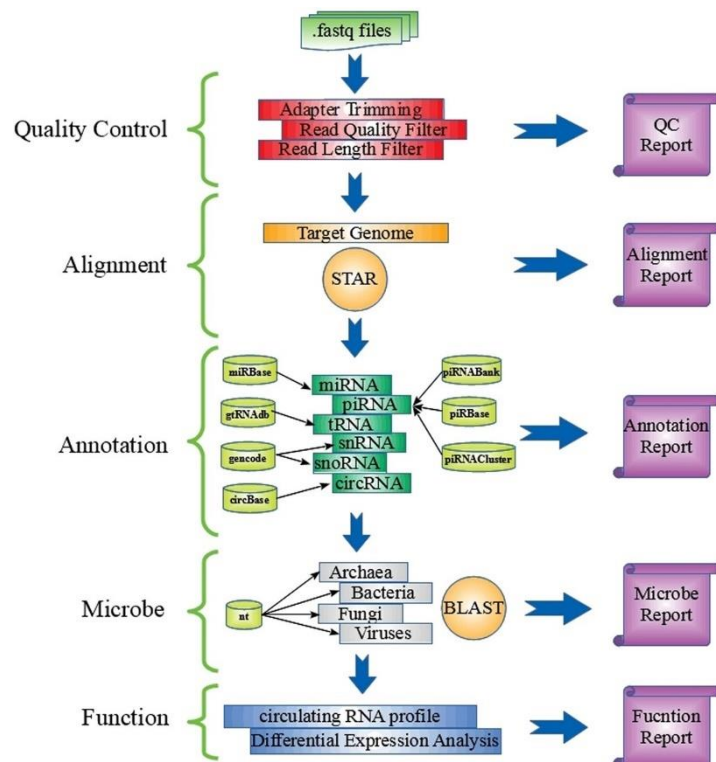 .fastq files
Quality Control
Adapter Trimming
Read Quality Filter
Read Length Filter
QC
Report
Alignment
Target Genome
STAR
Alignment
Report
Annotation
miRBase
gtRNAdb
gencode
circBase
miRNA
piRNA
tRNA
snRNA
snoRNA
circRNA
piRNABank
piRBase
piRNACluster
Annotation
Report
Microbe
nt
Archaea
Bacteria
Fungi
Viruses
BLAST
Microbe
Report
Function
circulating RNA profile
Differential Expression Analysis
Fucntion
Report